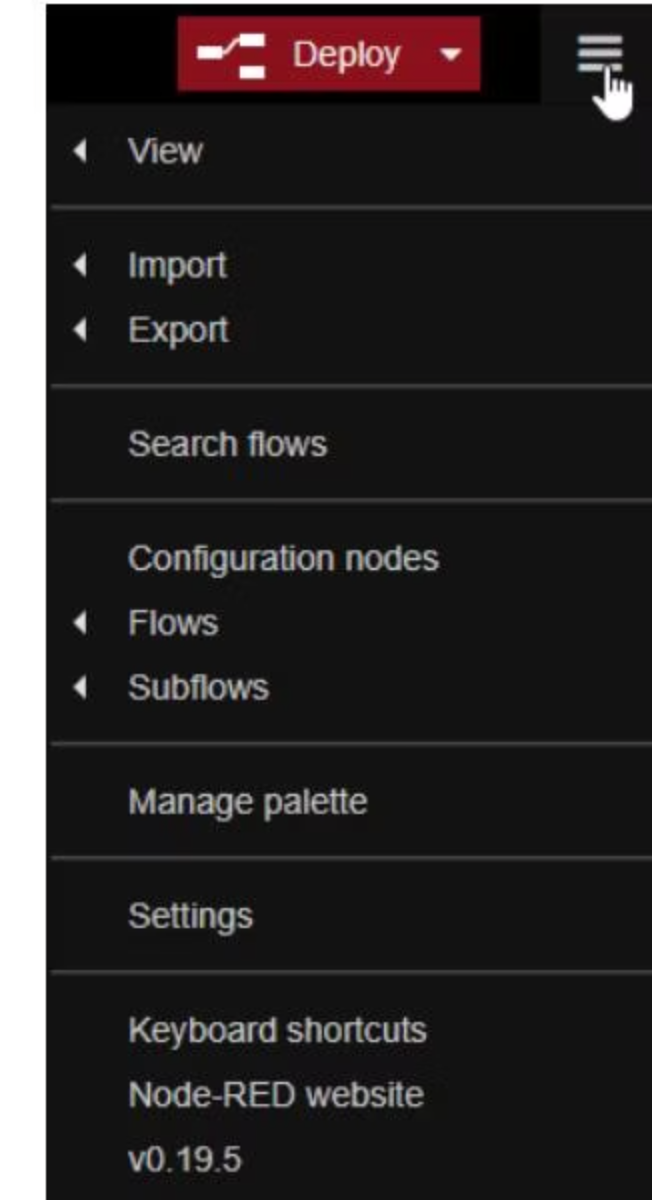 Deploy
View
Import
Export
Search flows
Configuration nodes
Flows
Subflows
Manage palette
Settings
Keyboard shortcuts
Node-RED website
v0.19.5